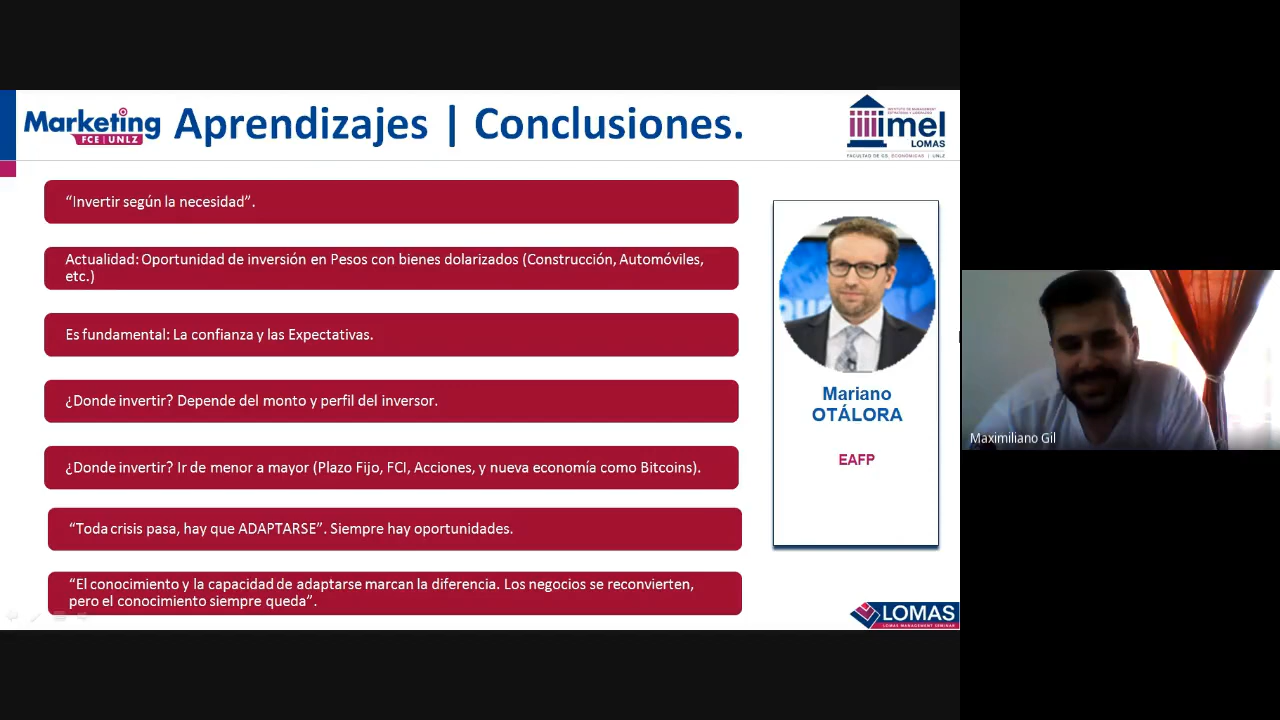 Marketing
FCE | UNLZ
Aprendizajes | Conclusiones.
INSTITUTO DE MANAGEMENT
ESTRATEGIA Y LIDERAZGO
imel
LOMAS
FACULTAD DE CS. ECONÓMICAS | UNLZ
“Invertir según la necesidad”.
Actualidad: Oportunidad de inversión en Pesos con bienes dolarizados (Construcción, Automóviles,
etc.)
Es fundamental: La confianza y las Expectativas.
¿Donde invertir? Depende del monto y perfil del inversor.
¿Donde invertir? Ir de menor a mayor (Plazo Fijo, FCI, Acciones, y nueva economía como Bitcoins).
“Toda crisis pasa, hay que ADAPTARSE”. Siempre hay oportunidades.
“El conocimiento y la capacidad de adaptarse marcan la diferencia. Los negocios se reconvierten,
pero el conocimiento siempre queda”.
Mariano
OTÁLORA
EAFP
LOMAS
LOMAS MANAGEMENT SEMINAR
Maximiliano Gil